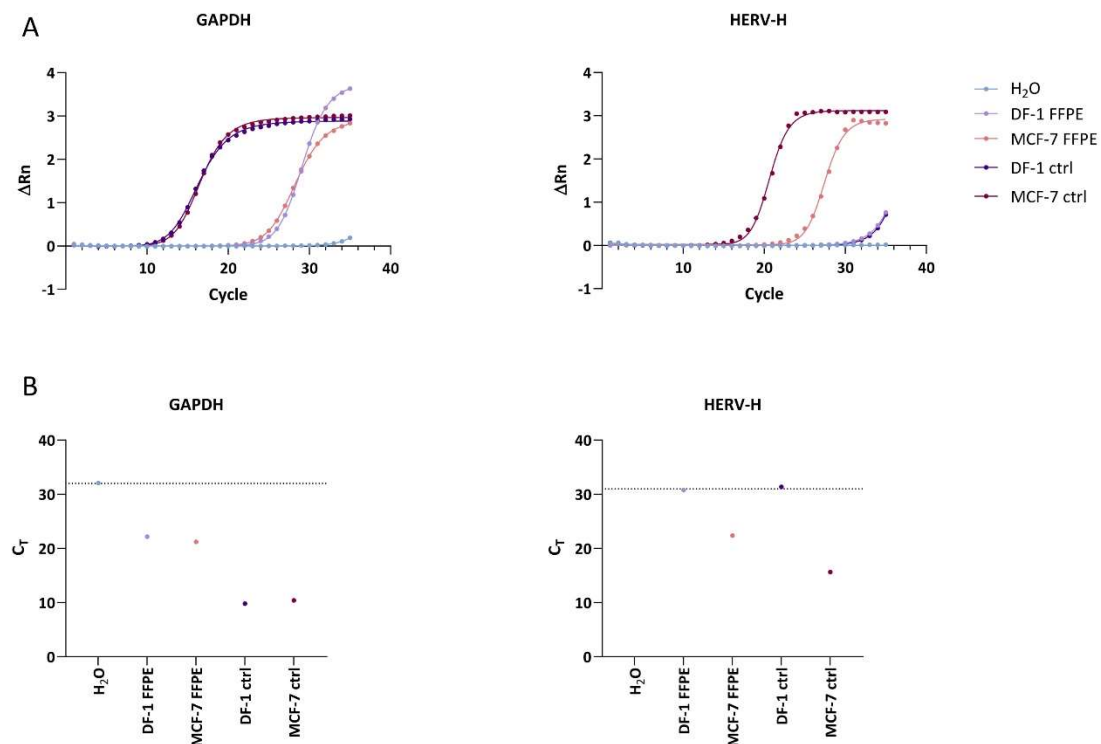 A
GAPDH
ΔRn
4
3
2
1
0
-1
10
20
30
40
Cycle
HERV-H
ΔRn
4
3
2
1
0
-1
10
20
30
40
Cycle
H₂O
DF-1 FFPE
MCF-7 FFPE
DF-1 ctrl
MCF-7 ctrl
B
GAPDH
C_T
40
30
20
10
0
H₂O
DF-1 FFPE
MCF-7 FFPE
DF-1 ctrl
MCF-7 ctrl
HERV-H
C_T
40
30
20
10
0
H₂O
DF-1 FFPE
MCF-7 FFPE
DF-1 ctrl
MCF-7 ctrl